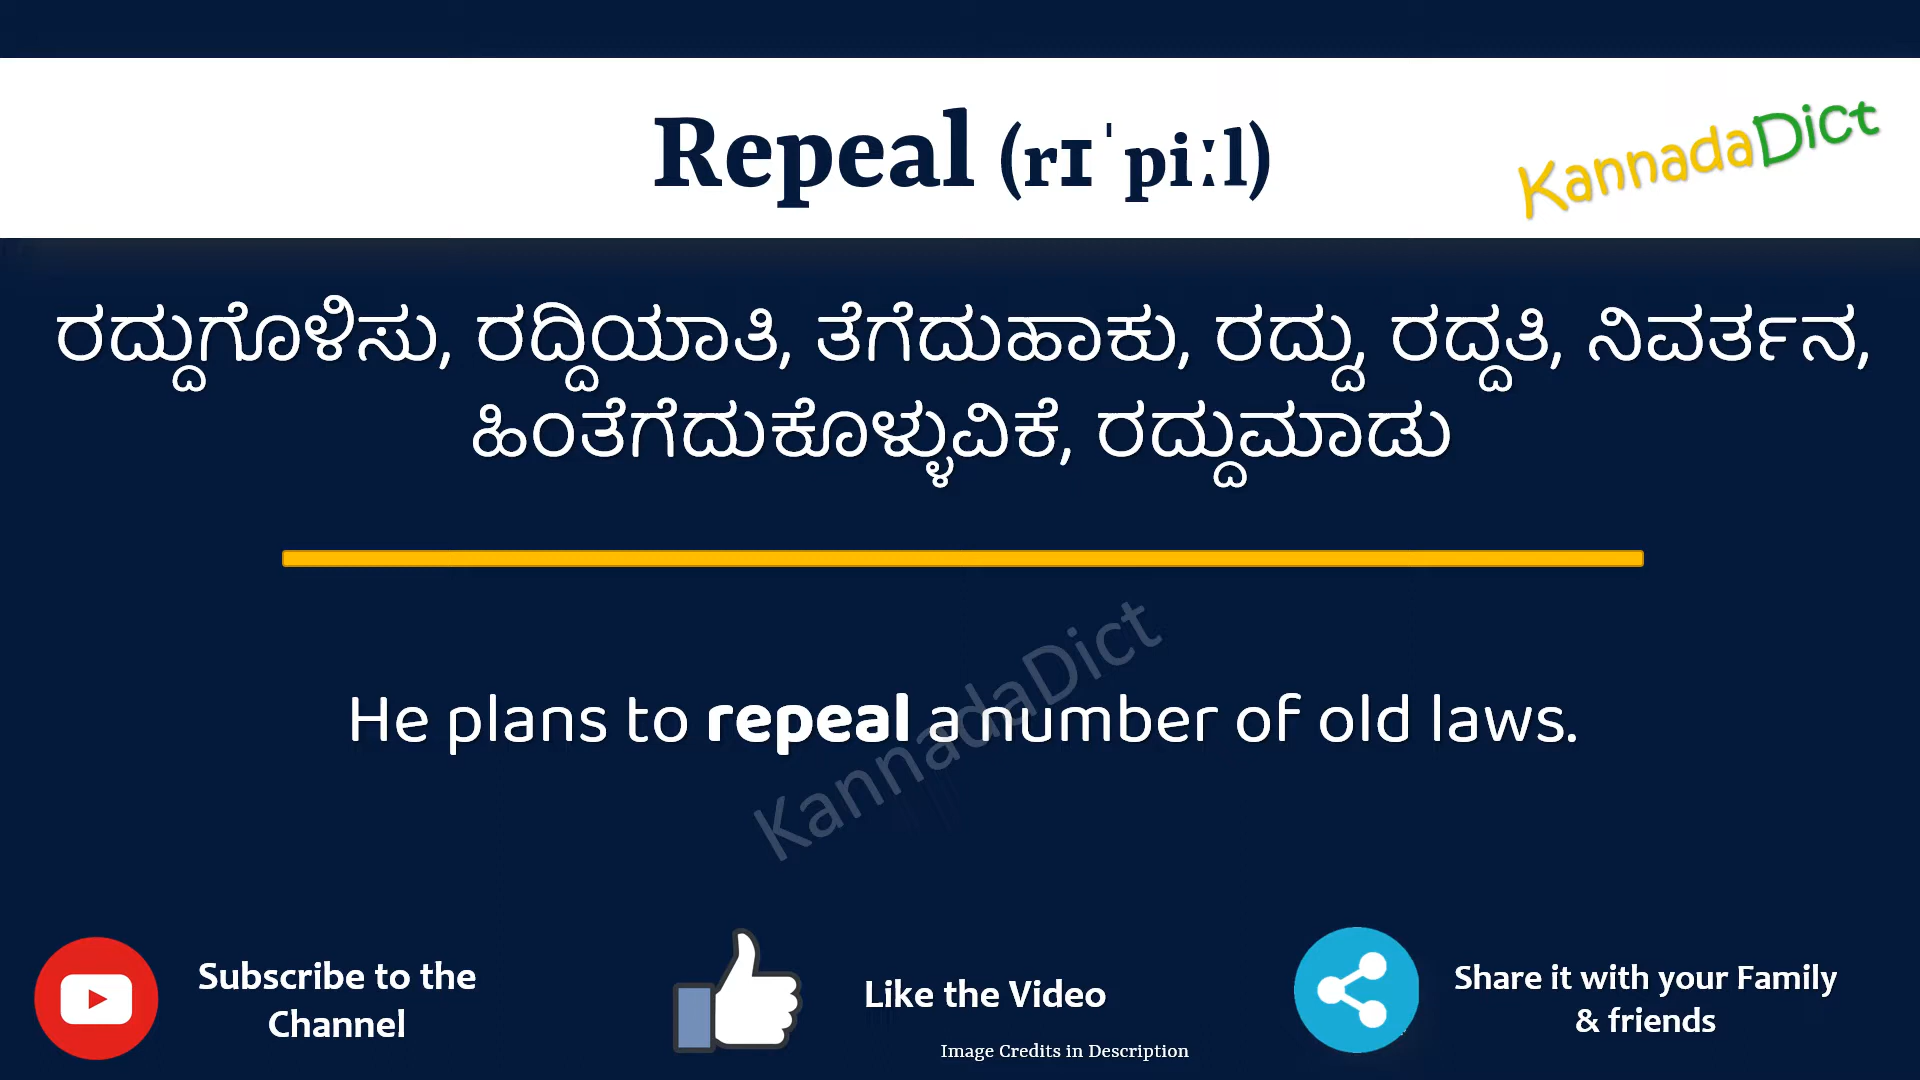 Repeal (rɪˈpiːl)
KannadaDict
ರದ್ದುಗೊಳಿಸು, ರದ್ದಿಯಾತಿ, ತೆಗೆದುಹಾಕು, ರದ್ದು, ರದ್ದತಿ, ನಿವರ್ತನ,
ಹಿಂತೆಗೆದುಕೊಳ್ಳುವಿಕೆ, ರದ್ದುಮಾಡು
KannadaDict
He plans to repeal a number of old laws.
Subscribe to the
Channel
Like the Video
Share it with your Family
& friends
Image Credits in Description